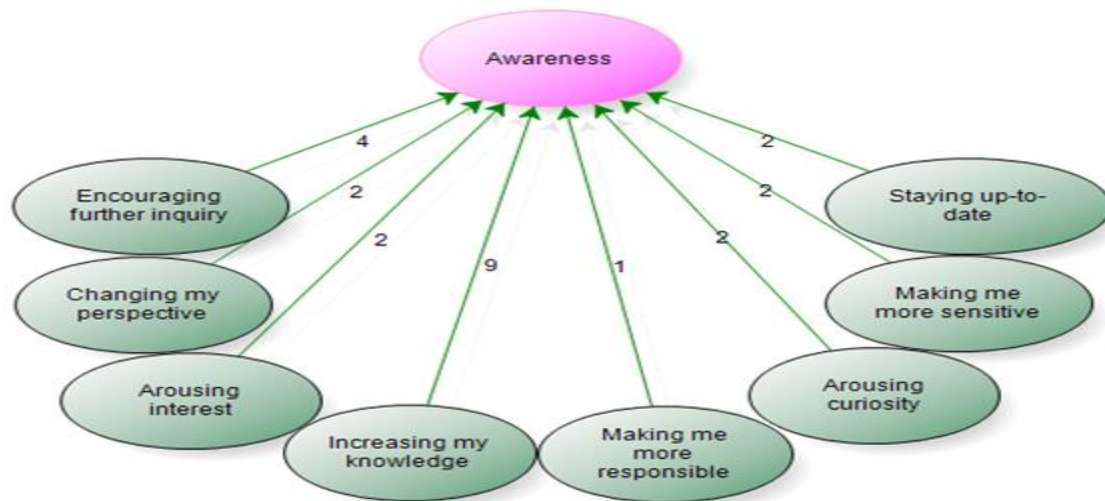 Awareness
4
2
2
9
1
2
2
2
Encouraging
further inquiry
Changing my
perspective
Arousing
interest
Increasing my
knowledge
Making me
more
responsible
Arousing
curiosity
Making me
more sensitive
Staying up-to-
date